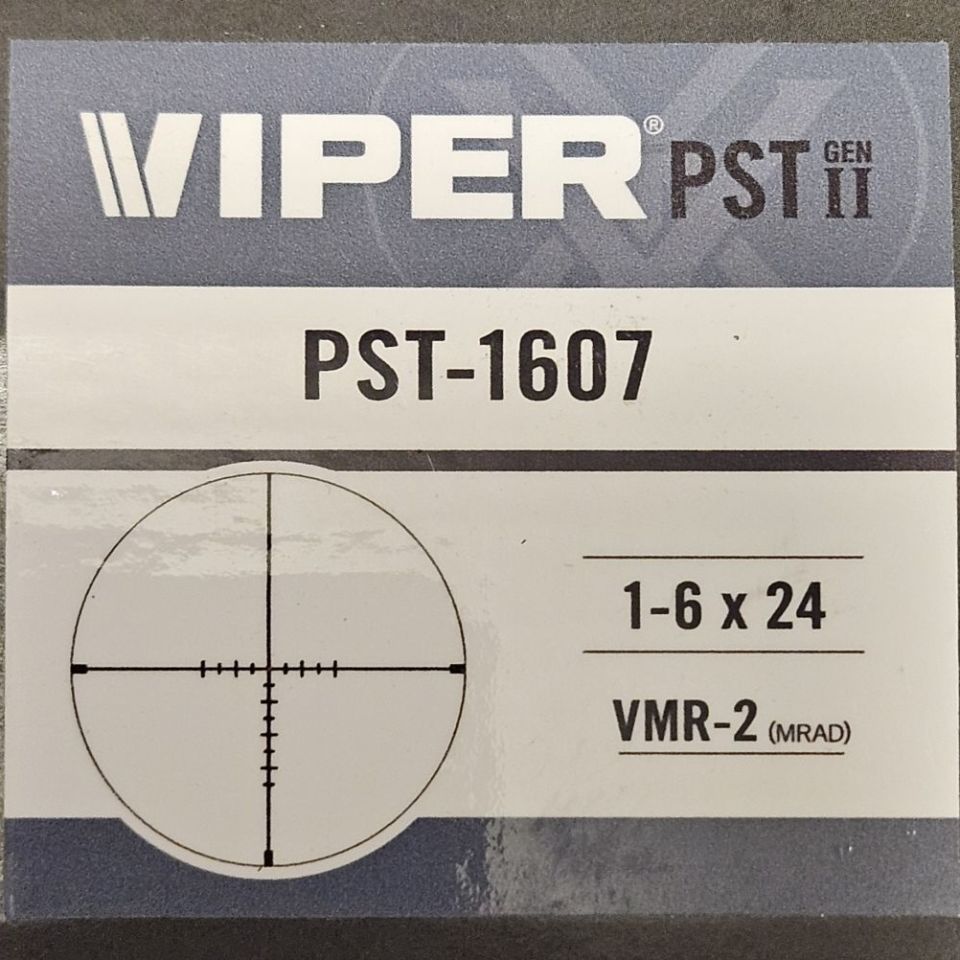 VIPER® PST GEN II
PST-1607
1-6 x 24
VMR-2 (MRAD)